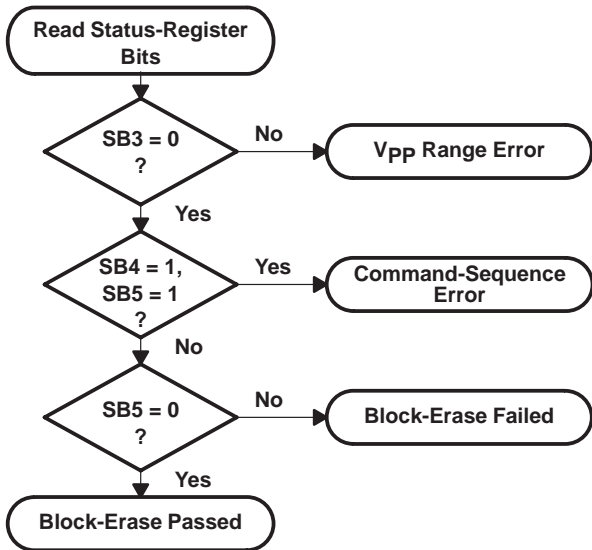 Read Status-Register
Bits
SB3 = 0
?
No
VPP Range Error
Yes
SB4 = 1,
SB5 = 1
?
Yes
Command-Sequence
Error
No
SB5 = 0
?
No
Block-Erase Failed
Yes
Block-Erase Passed